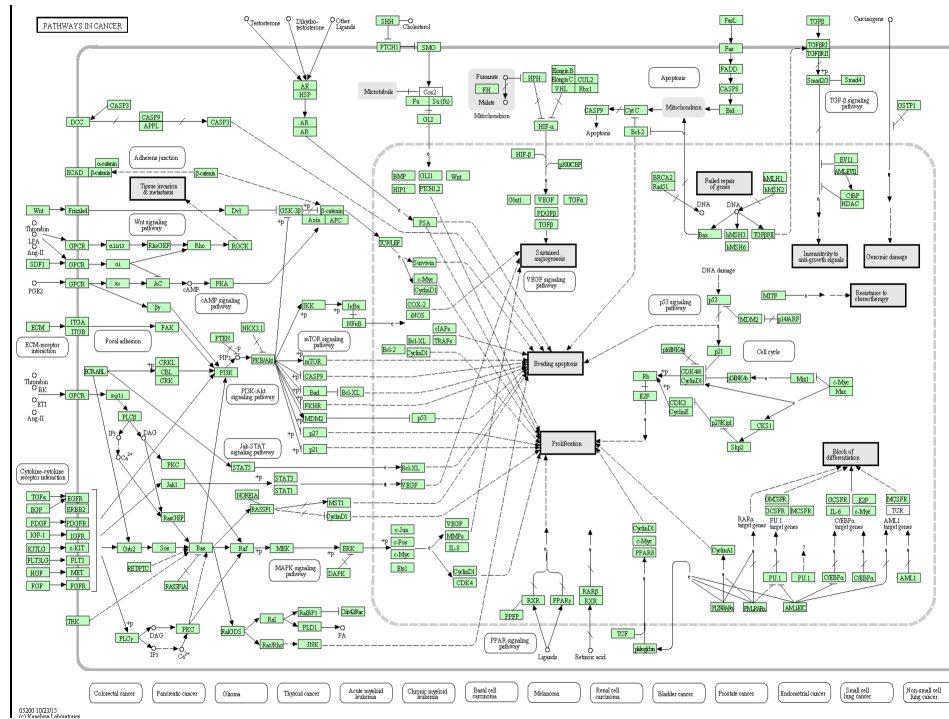 PATHWAYS IN CANCER
Testosterone
Dihydro-
testosterone
Other
Ligands
SHH
Cholesterol
PTCH1
SMO
FasL
Fas
FADD
CASP8
Bid
TGFβ
TGFβRI
TGFβRII
Smad2/3
Smad4
Carcinogens
GSTP1
AR
HSP
AR
AR
Microtubule
Cos2
Fu
Su(fu)
GLI
Fumarate
FH
Malate
Mitochondrion
HPH
Elongin B
Elongin C
CUL2
VHL
Rbx1
HIF-α
CASP9
CytC
Mitochondrion
Apoptosis
Bcl-2
Apoptosis
TGF-β signaling
pathway
DCC
CASP3
CASP9
APPL
CASP3
Adherens junction
ECAD
α-catenin
β-catenin
β-catenin
Tissue invasion
& metastasis
BMP
GLI1
Wnt
HIP1
PTCH1,2
HIF-β
p300/CBP
Glut1
VEGF
TGFα
PDGFβ
TGFβ
BRCA2
Rad51
Failed repair
of genes
hMLH1
hMSH2
DNA
DNA
Bax
hMSH3
hMSH6
TGFβRII
EVI1
AMLEVI1
CtBP
HDAC
Wnt
Frizzled
Dvl
GSK-3β
β-catenin
Axin
APC
Wnt signaling
pathway
Thrombin
LPA
Ang-II
GPCR
RhoGEF
Rho
ROCK
SDF1
GPCR
GPCR
AC
cAMP
PKA
PGE2
cAMP signaling
pathway
TCF/LEF
PSA
Survivin
c-Myc
CyclinD1
COX-2
iNOS
Sustained
angiogenesis
VEGF signaling
pathway
Insensitivity to
anti-growth signals
Genomic damage
Resistance to
chemotherapy
DNA damage
p53 signaling
pathway
p53
MITF
MDM2
p14/ARF
p21
Cell cycle
ECM
ITGA
ITGB
FAK
ECM-receptor
interaction
Focal adhesion
PTEN
NKX3.1
PIP3
PKB/Akt
PI3K
PI3K-Akt
signaling pathway
IKK
IκBα
NFκB
mTOR signaling
pathway
mTOR
CASP9
Bad
Bcl-XL
FKHR
MDM2
p27
p21
p53
cIAPs
Bcl-XL
TRAFs
Bcl-2
CyclinD1
Evading apoptosis
CRKL
CBL
CRK
BCR-ABL
Thrombin
BK
ET1
Ang-II
GPCR
PLCβ
IP3
DAG
Ca2+
PKC
Jak-STAT
signaling pathway
STAT5
Bcl-XL
Jak1
STAT3
STAT1
VEGF
p16INK4a
CDK4/6
CyclinD1
p15INK4b
Miz1
c-Myc
Max
Rb
E2F
CDK2
CyclinE
p27Kip1
CKS1
Skp2
Proliferation
Block of
differentiation
Cytokine-cytokine
receptor interaction
TGFα
EGFR
EGF
ERBB2
PDGF
PDGFR
IGF-1
IGFR
KITLG
c-KIT
FLT3LG
FLT3
HGF
MET
FGF
FGFR
TRK
NORE1A
RASSF1
MST1
CyclinD1
RasGEF
Grb2
Sos
Ras
Raf
MEK
ERK
DAPK
REDPTC
RASSF1A
MAPK signaling
pathway
c-Jun
c-Fos
c-Myc
Ets1
VEGF
MMPs
IL-8
CyclinD1
CDK4
CyclinD1
c-Myc
PPARδ
CyclinA1
RARα
target genes
GMCSFR
GCSFR
MCSFR
PU.1
target genes
PU.1
PU.1
GCSFR
E2F
IL-6
c-Myc
C/EBPα
target genes
C/EBPα
C/EBPα
MCSFR
TCR
AML1
target genes
AML1
PLZF-RARα
PML-RARα
AML1-ETO
PLCγ
DAG
IP3
PKC
Ca2+
RalGDS
Ral
RalBP1
Cdc42/Rac
PLD1
PA
Rac/Rho
JNK
PPFP
RXR
PPARγ
RARβ
RXR
Ligands
Retinoic acid
PPAR signaling
pathway
TCF
pakoglobin
Colorectal cancer
Pancreatic cancer
Glioma
Thyroid cancer
Acute myeloid
leukemia
Chronic myeloid
leukemia
Basal cell
carcinoma
Melanoma
Renal cell
carcinoma
Bladder cancer
Prostate cancer
Endometrial cancer
Small cell
lung cancer
Non-small cell
lung cancer
05200 10/23/15
(c) Kanehisa Laboratories